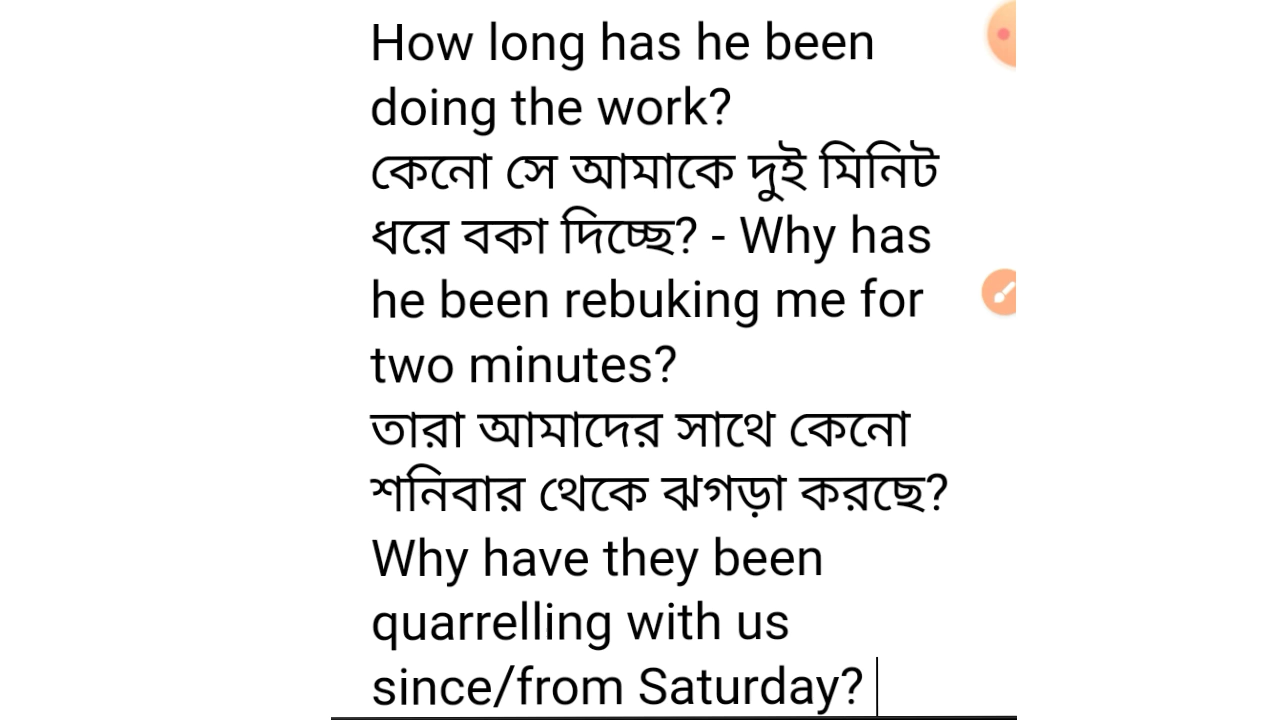 How long has he been
doing the work?
কেনো সে আমাকে দুই মিনিট
ধরে বকা দিচ্ছে? - Why has
he been rebuking me for
two minutes?
তারা আমাদের সাথে কেনো
শনিবার থেকে ঝগড়া করছে?
Why have they been
quarrelling with us
since/from Saturday?